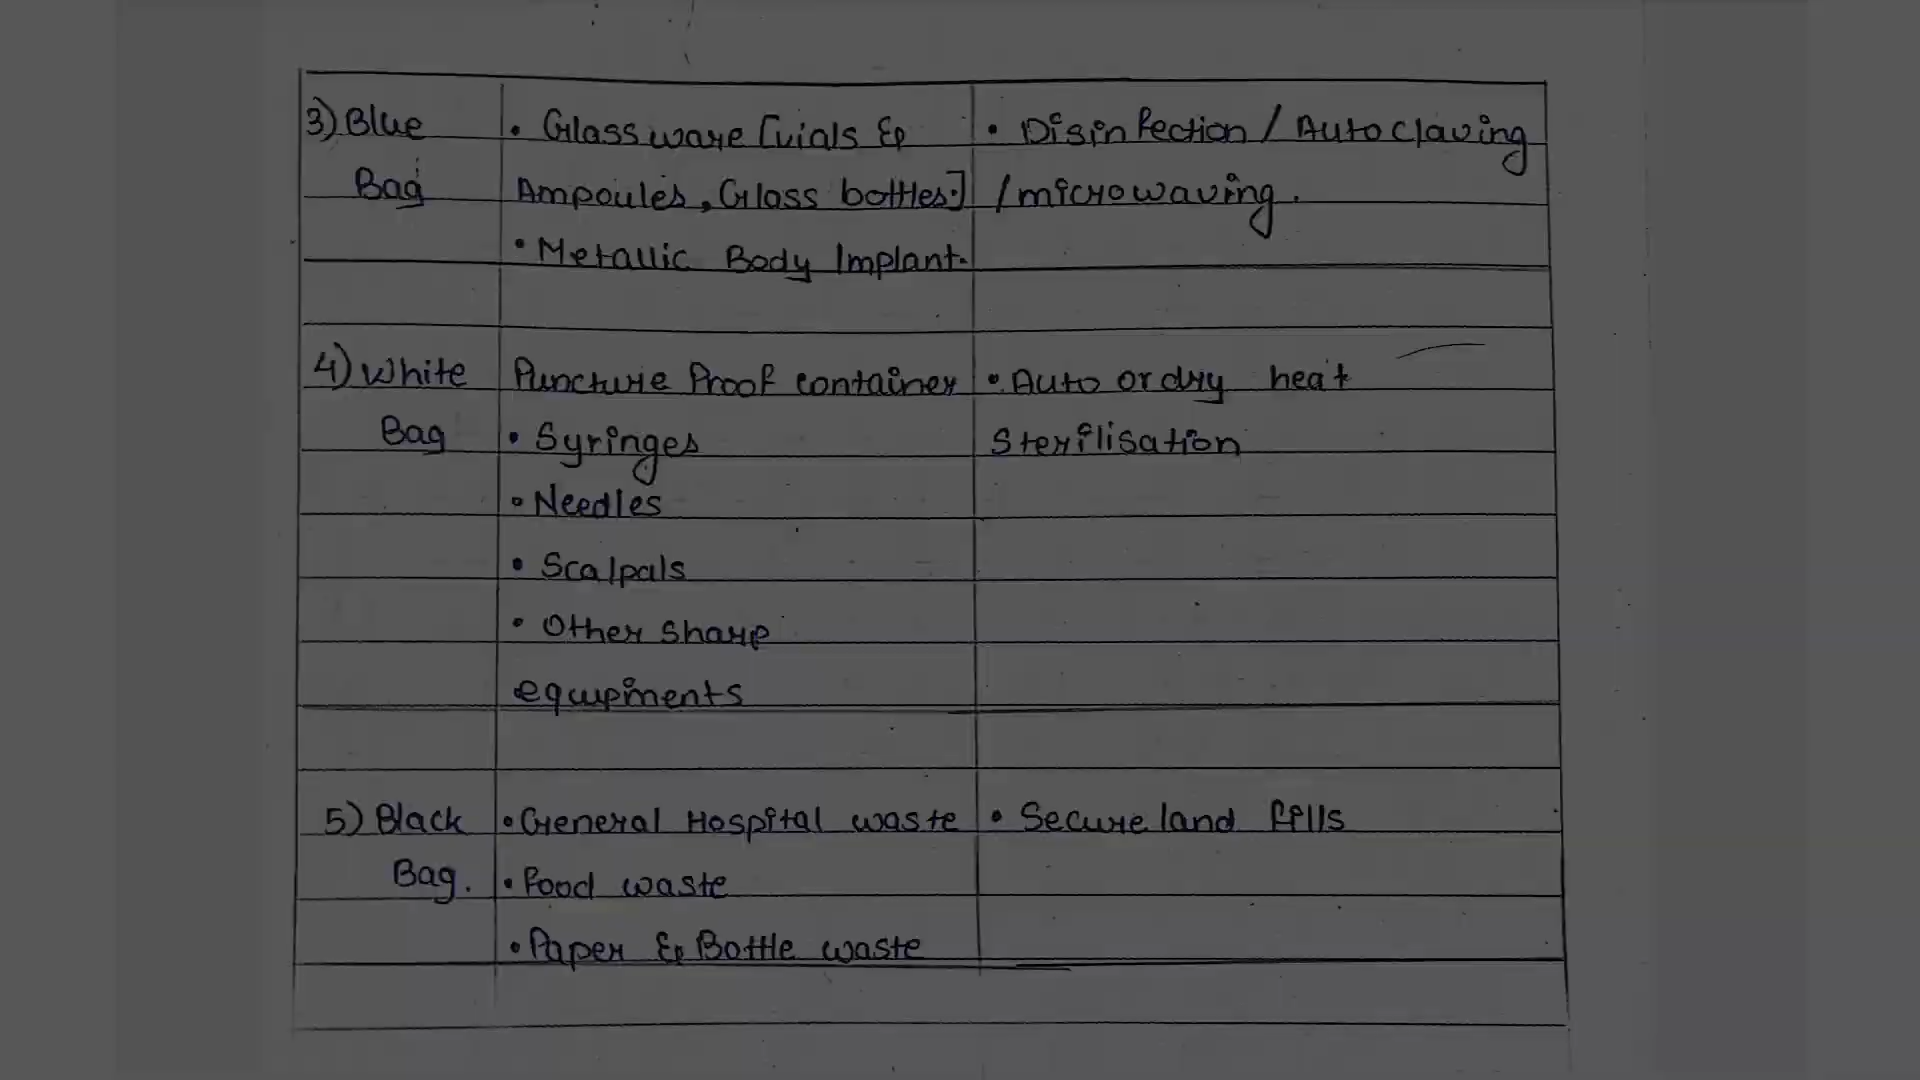 3) Blue • Glassware [vials & • Disinfection / Autoclaving
Bag Ampoules, Glass bottles.] / microwaving.
• Metallic Body Implant.
4) White Puncture Proof container • Auto or dry heat
Bag • Syringes Sterilisation
• Needles
• Scalpals
• Other sharp
equipments
5) Black • General Hospital waste • Secure land fills
Bag. • Food waste
• Paper & Bottle waste